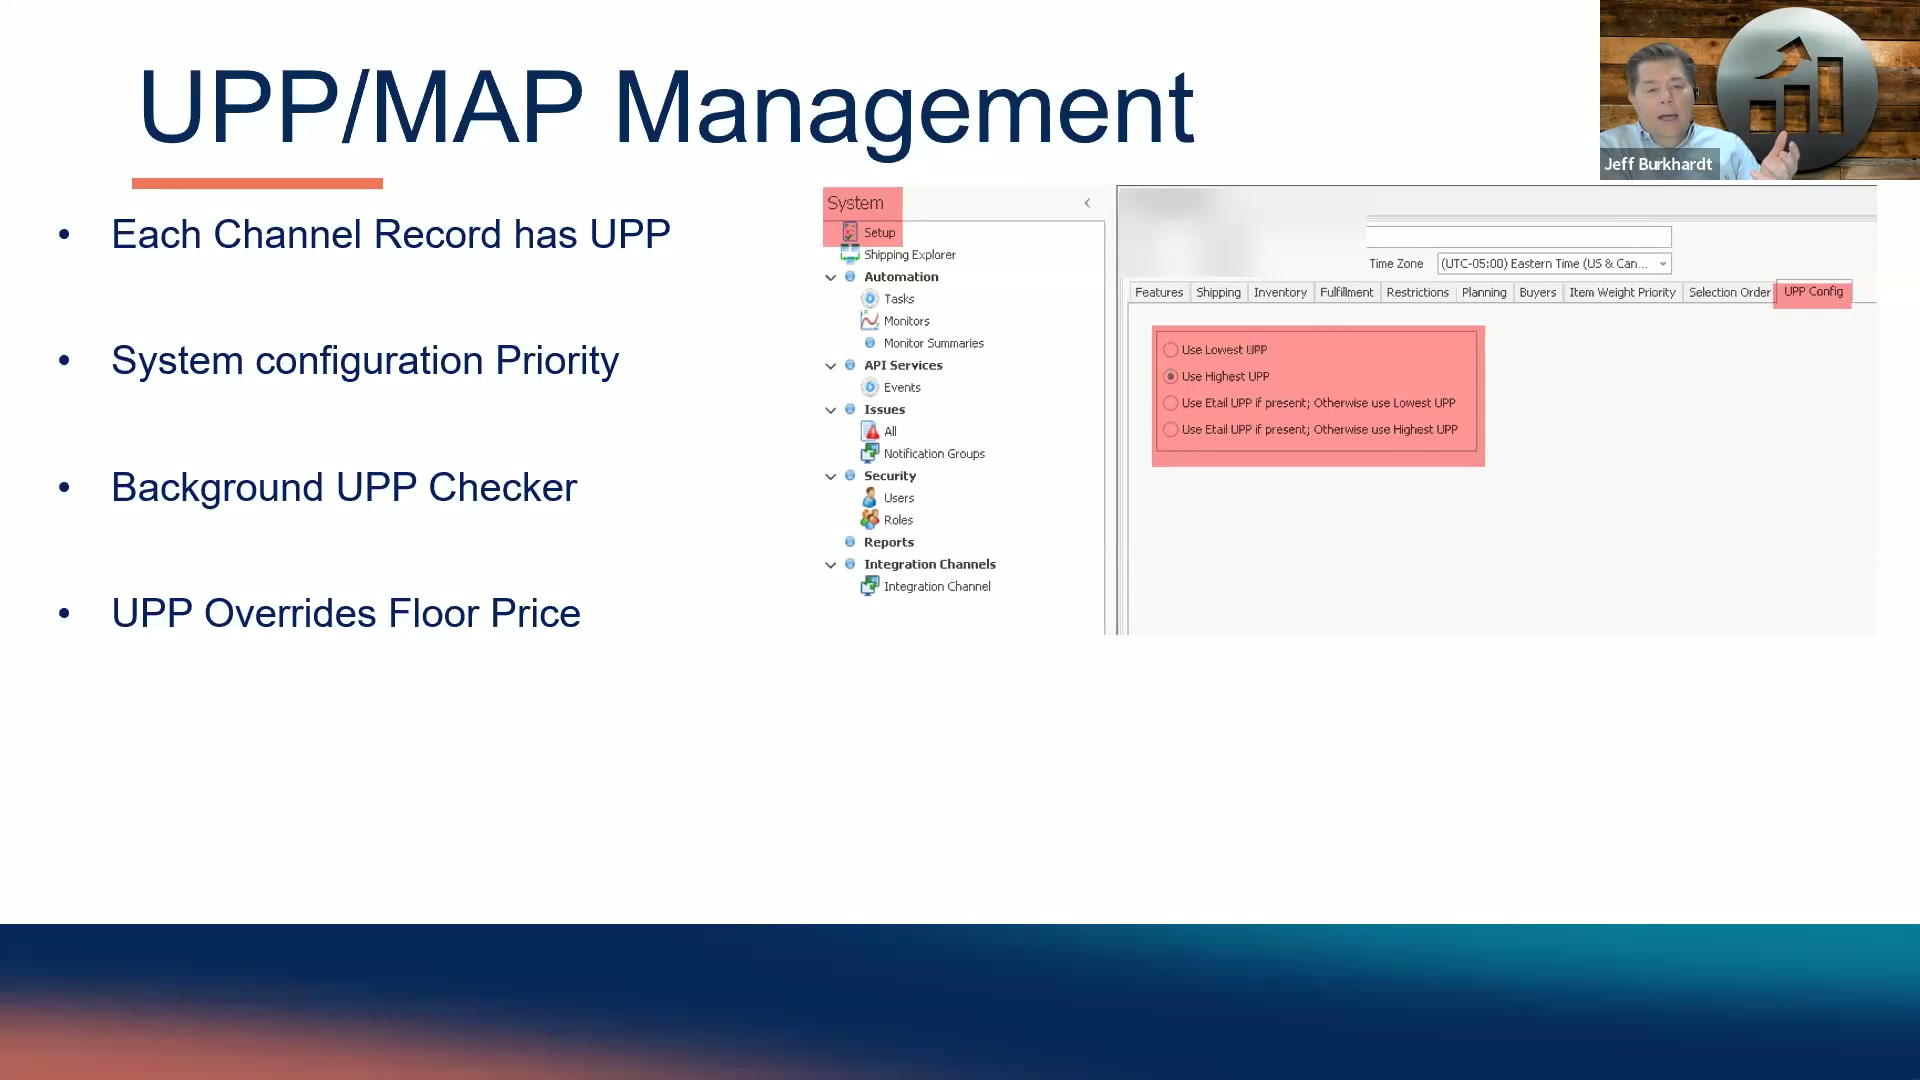 UPP/MAP Management
Jeff Burkhardt
• Each Channel Record has UPP
• System configuration Priority
• Background UPP Checker
• UPP Overrides Floor Price
System
Setup
Shipping Explorer
Automation
Tasks
Monitors
Monitor Summaries
API Services
Events
Issues
All
Notification Groups
Security
Users
Roles
Reports
Integration Channels
Integration Channel
Time Zone (UTC-05:00) Eastern Time (US & Can...
Features Shipping Inventory Fulfillment Restrictions Planning Buyers Item Weight Priority Selection Order UPP Config
Use Lowest UPP
Use Highest UPP
Use Etail UPP if present; Otherwise use Lowest UPP
Use Etail UPP if present; Otherwise use Highest UPP